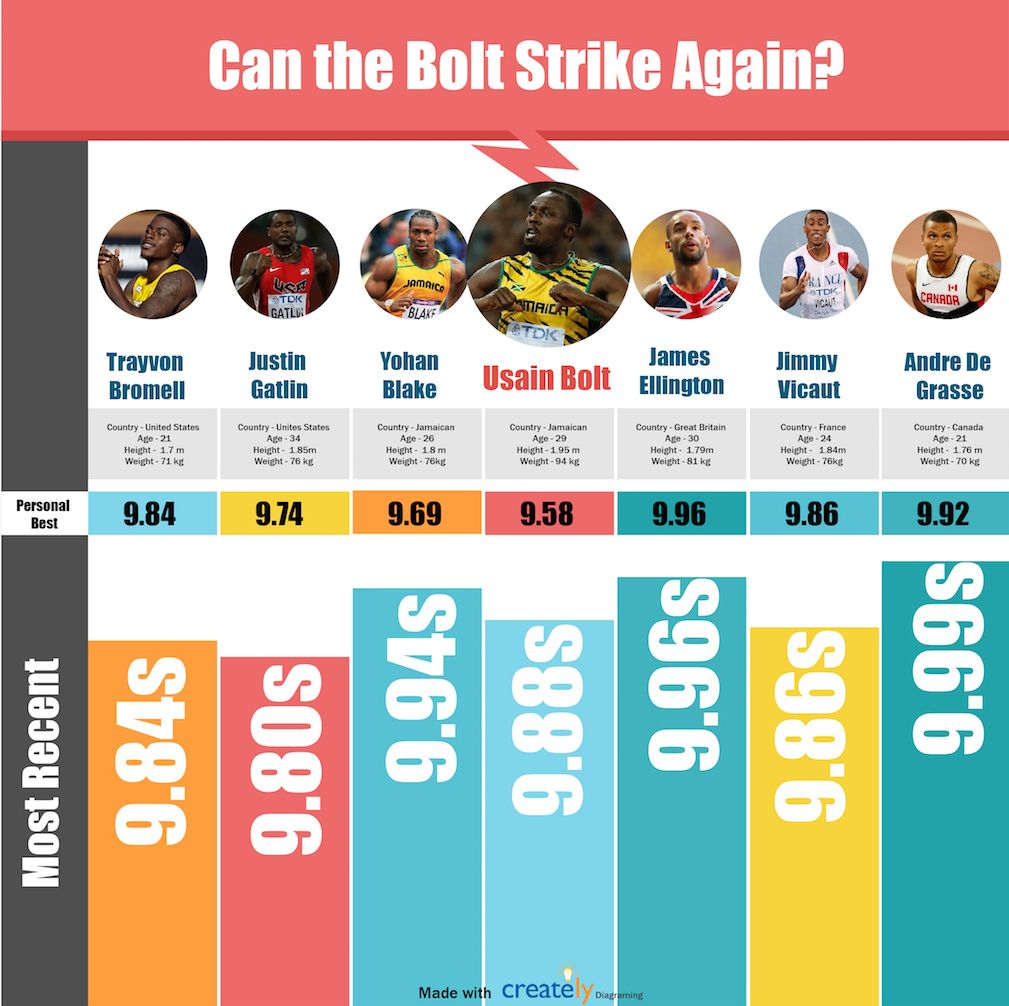 Can the Bolt Strike Again?
USA
TDK
GATLIN
JAMAICA
BLAKE
JAMAICA
TDK
FRANCE
TDK
VICAUT
CANADA
Trayvon
Bromell
Justin
Gatlin
Yohan
Blake
Usain Bolt
James
Ellington
Jimmy
Vicaut
Andre De
Grasse
Country - United States
Age - 21
Height - 1.7 m
Weight - 71 kg
Country - Unites States
Age - 34
Height - 1.85m
Weight - 76 kg
Country - Jamaican
Age - 26
Height - 1.8 m
Weight - 76kg
Country - Jamaican
Age - 29
Height - 1.95 m
Weight - 94 kg
Country - Great Britain
Age - 30
Height - 1.79m
Weight - 81 kg
Country - France
Age - 24
Height - 1.84m
Weight - 76kg
Country - Canada
Age - 21
Height - 1.76 m
Weight - 70 kg
Personal
Best
9.84
9.74
9.69
9.58
9.96
9.86
9.92
Most Recent
9.84s
9.80s
9.94s
9.88s
9.96s
9.86s
9.99s
Made with creately Diagraming